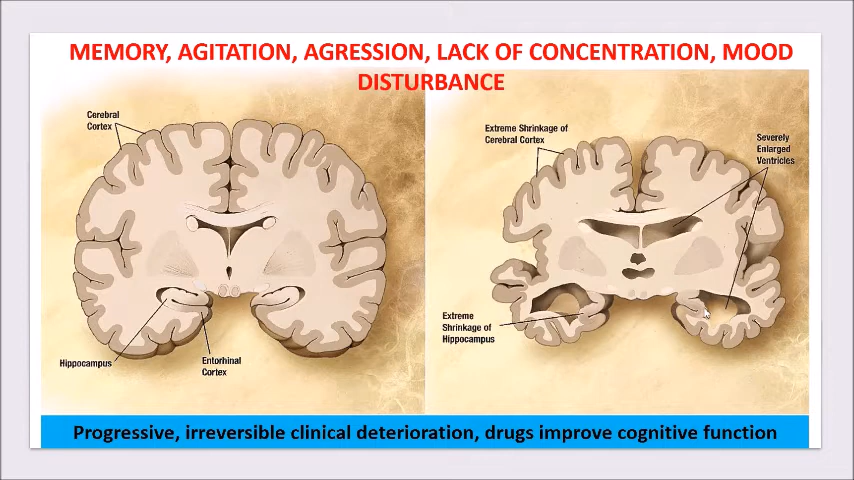 MEMORY, AGITATION, AGRESSION, LACK OF CONCENTRATION, MOOD
DISTURBANCE
Cerebral
Cortex
Hippocampus
Entorhinal
Cortex
Extreme Shrinkage of
Cerebral Cortex
Severely
Enlarged
Ventricles
Extreme
Shrinkage of
Hippocampus
Progressive, irreversible clinical deterioration, drugs improve cognitive function